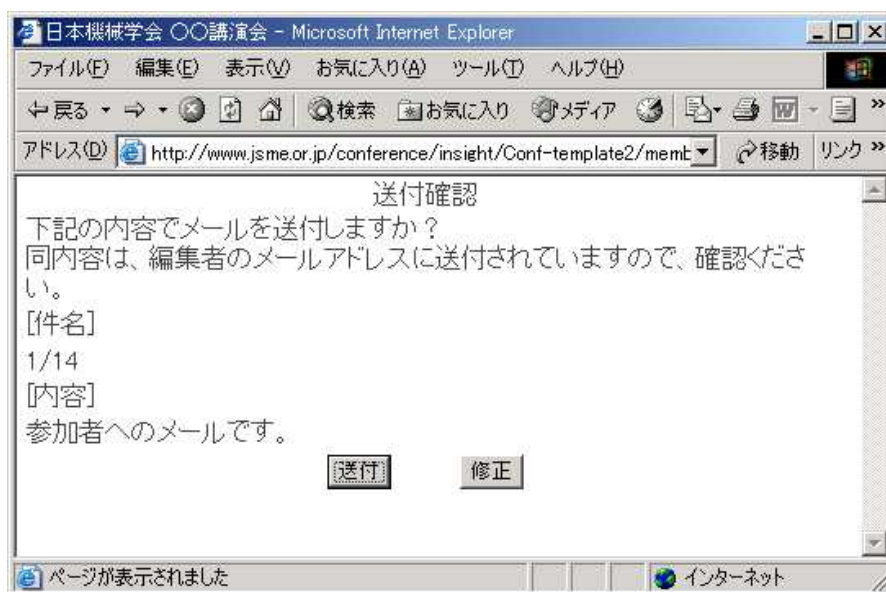 日本機械学会 〇〇講演会 - Microsoft Internet Explorer
ファイル(F) 編集(E) 表示(V) お気に入り(A) ツール(T) ヘルプ(H)
戻る 検索 お気に入り メディア »
アドレス(D) http://www.jsme.or.jp/conference/insight/Conf-template2/memb 移動 リンク »
送付確認
下記の内容でメールを送付しますか?
同内容は、編集者のメールアドレスに送付されていますので、確認くださ
い。
[件名]
1/14
[内容]
参加者へのメールです。
送付 修正
ページが表示されました インターネット